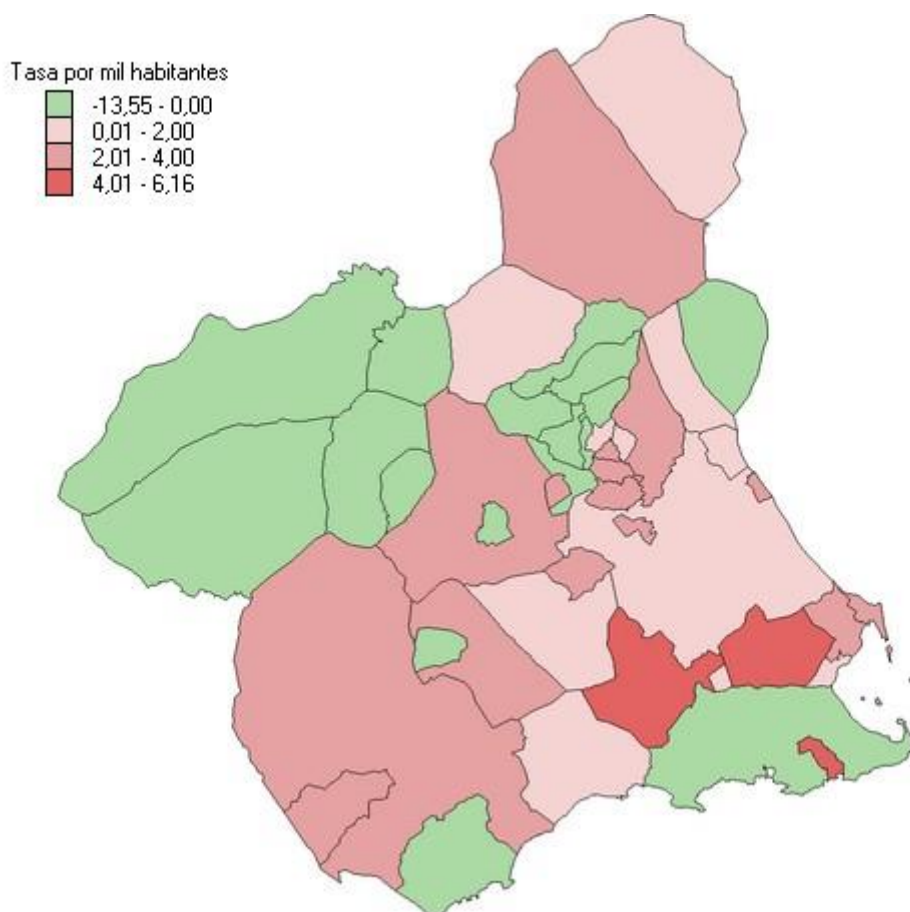 Tasa por mil habitantes
-13,55 - 0,00
0,01 - 2,00
2,01 - 4,00
4,01 - 6,16